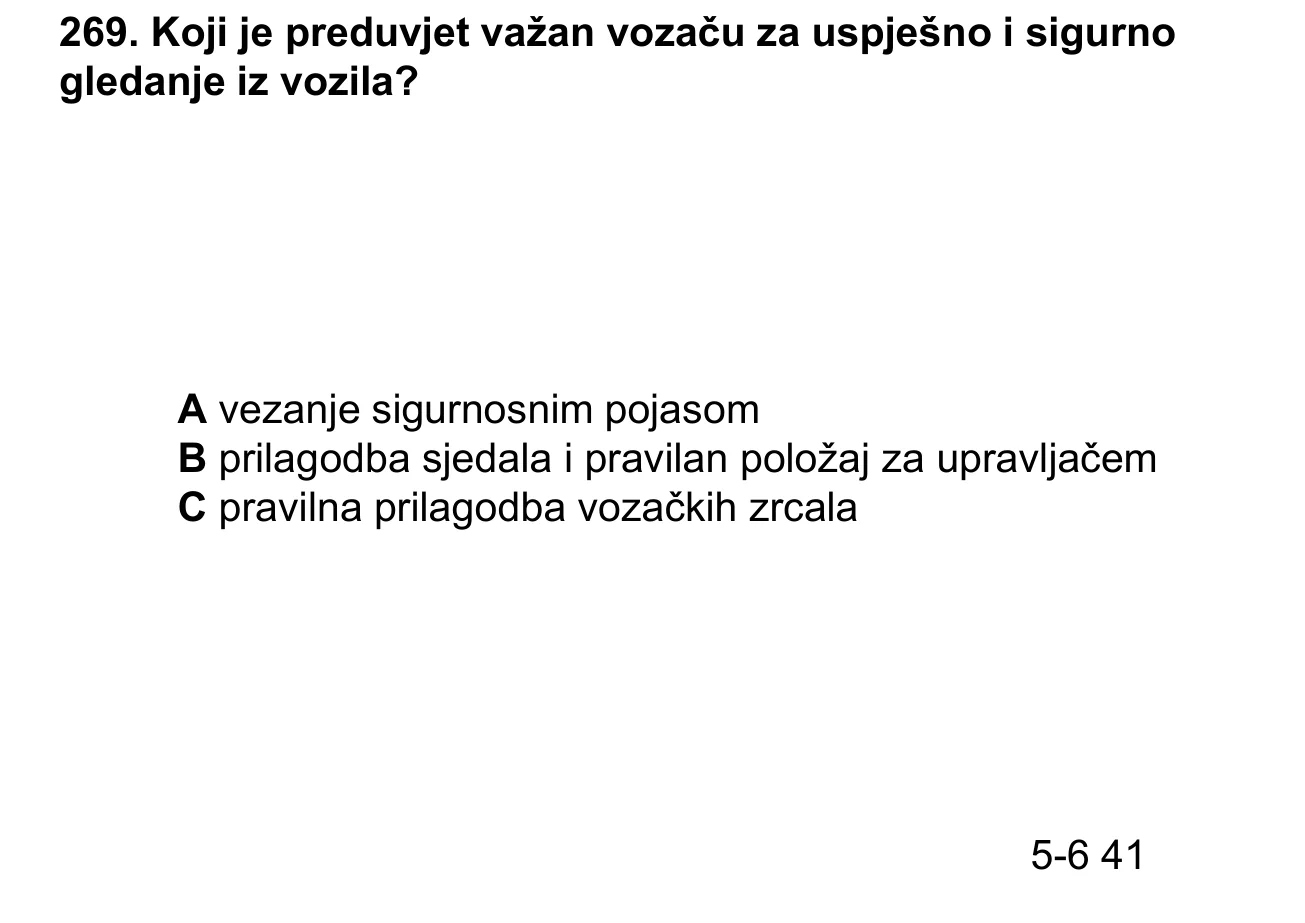 269. Koji je preduvjet važan vozaču za uspješno i sigurno
gledanje iz vozila?
A vezanje sigurnosnim pojasom
B prilagodba sjedala i pravilan položaj za upravljačem
C pravilna prilagodba vozačkih zrcala
5-6 41